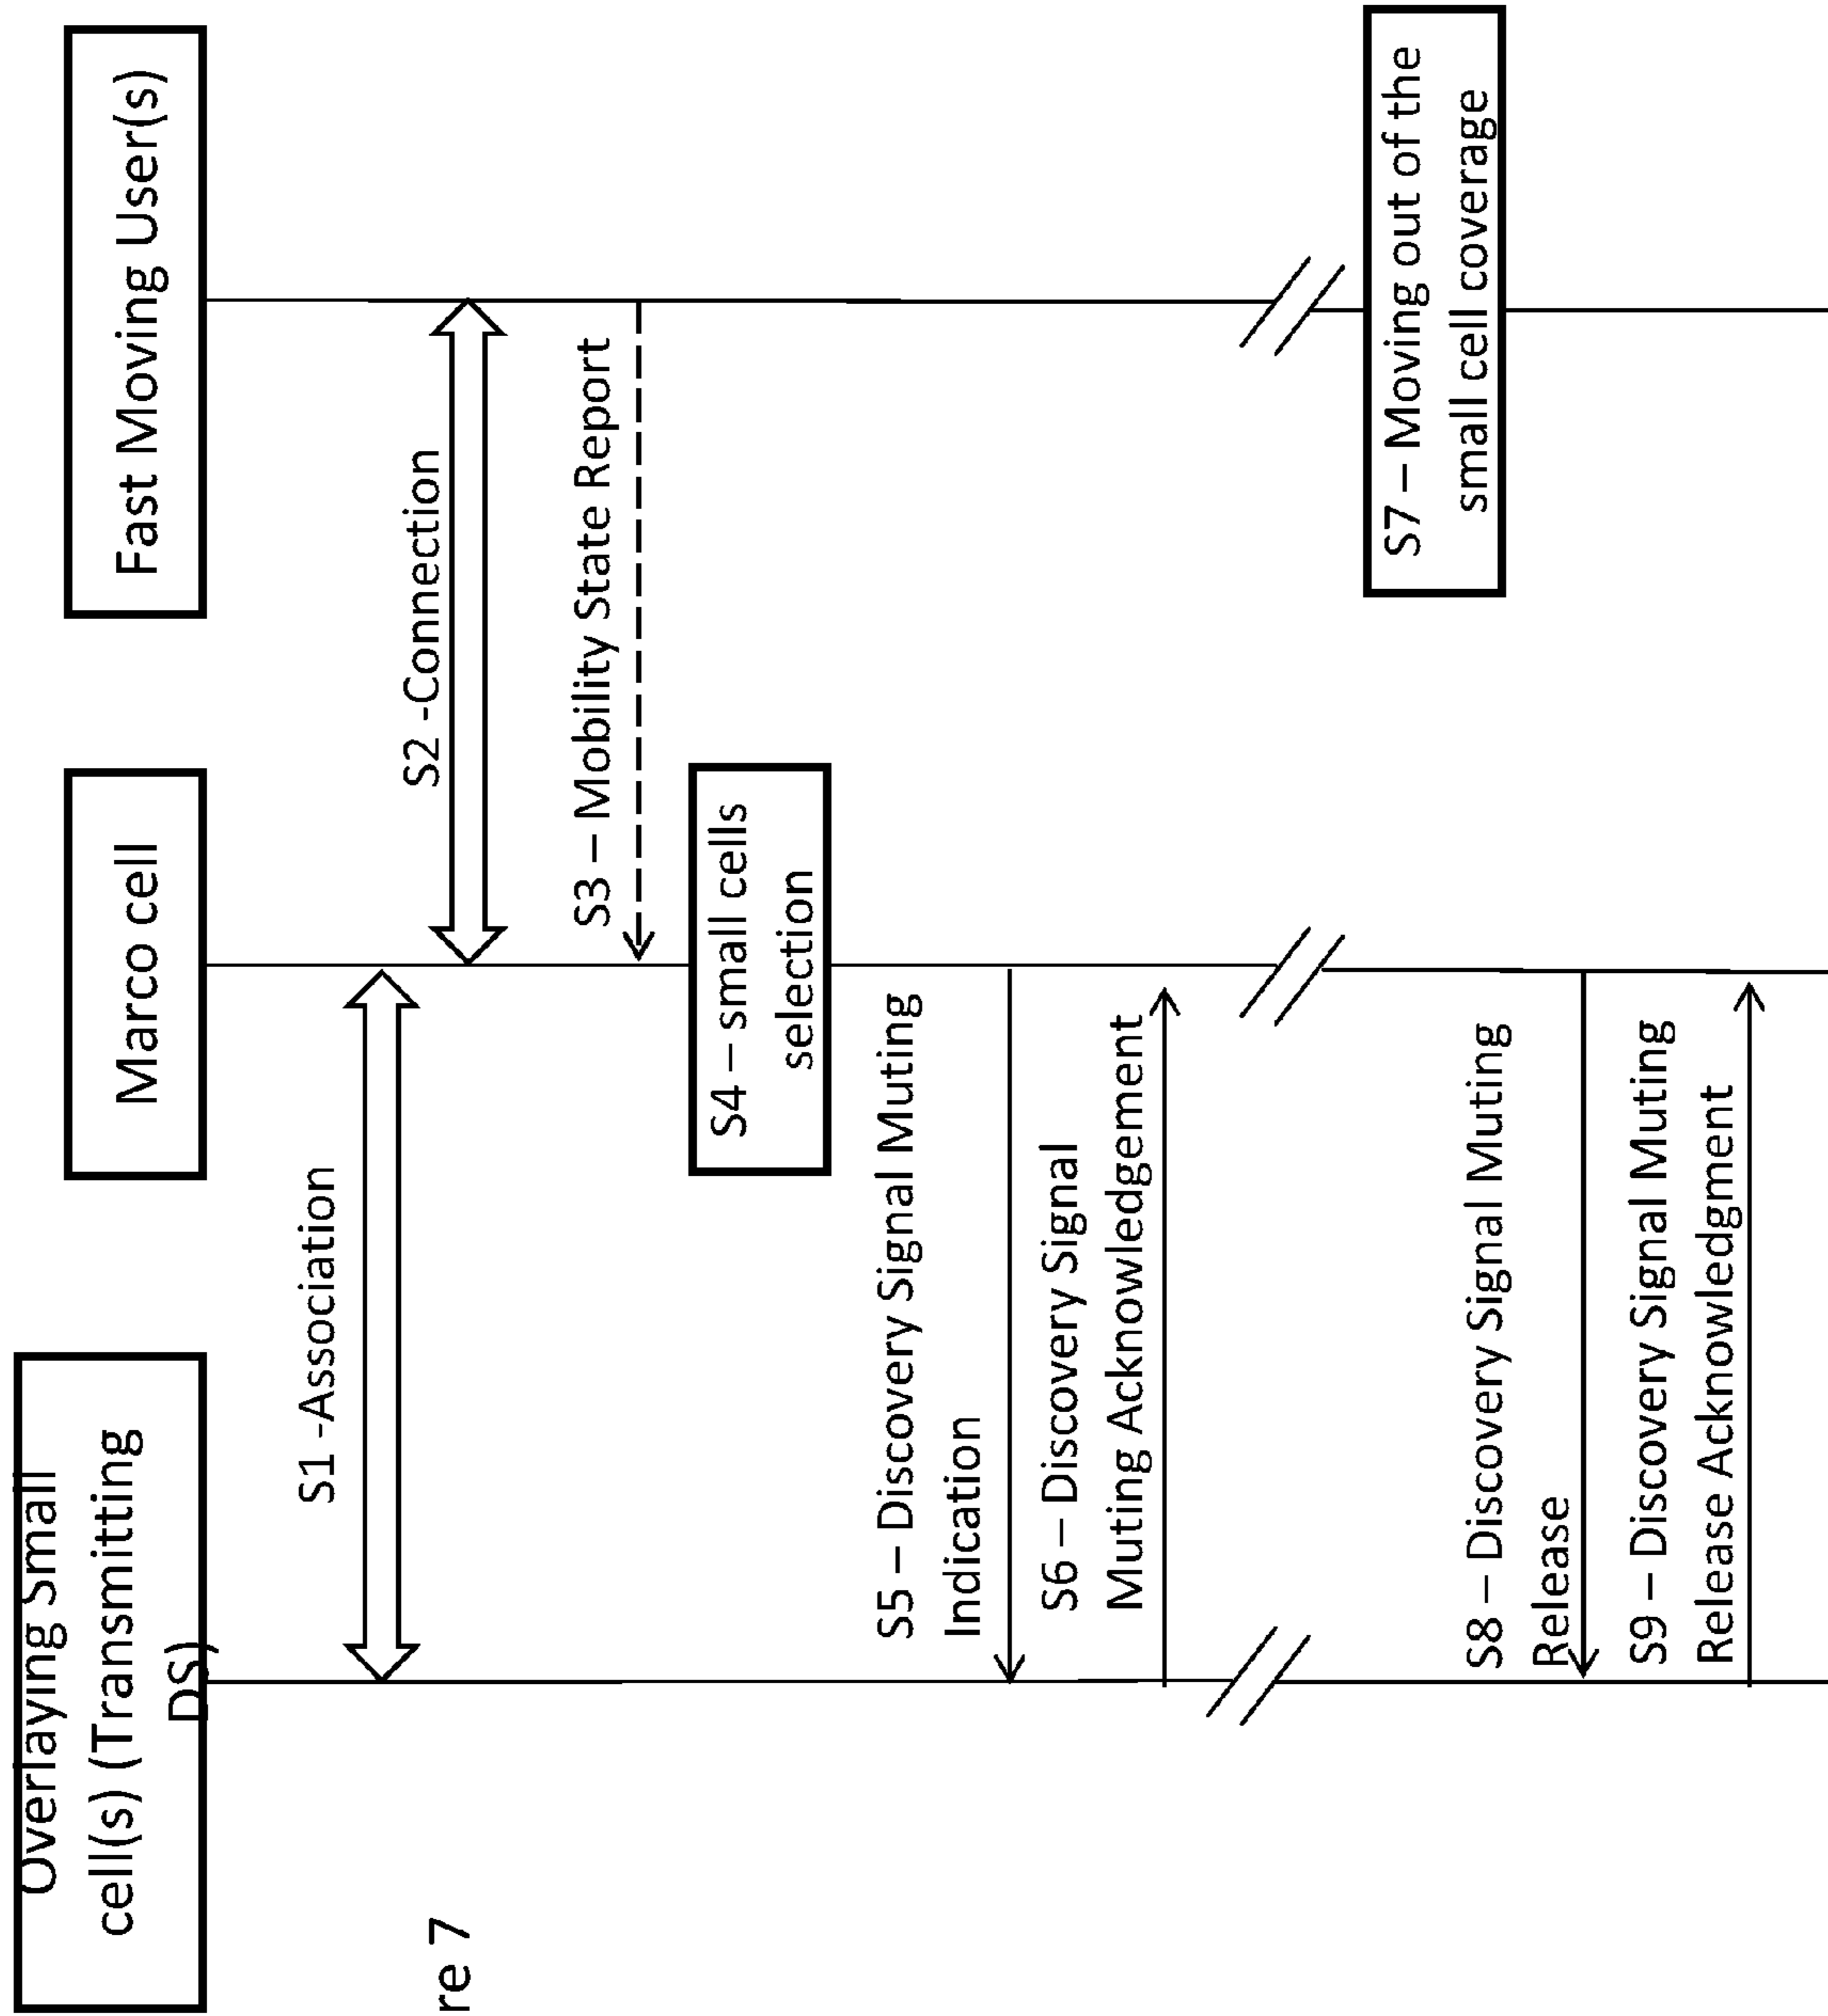 Overlaying Small
cell(s) (Transmitting
DS)
Marco cell
Fast Moving User(s)
S1 -Association
S2 -Connection
S3 – Mobility State Report
S4 – small cells
selection
S5 – Discovery Signal Muting
Indication
S6 – Discovery Signal
Muting Acknowledgement
S7 – Moving out of the
small cell coverage
S8 – Discovery Signal Muting
Release
S9 – Discovery Signal Muting
Release Acknowledgment
re 7